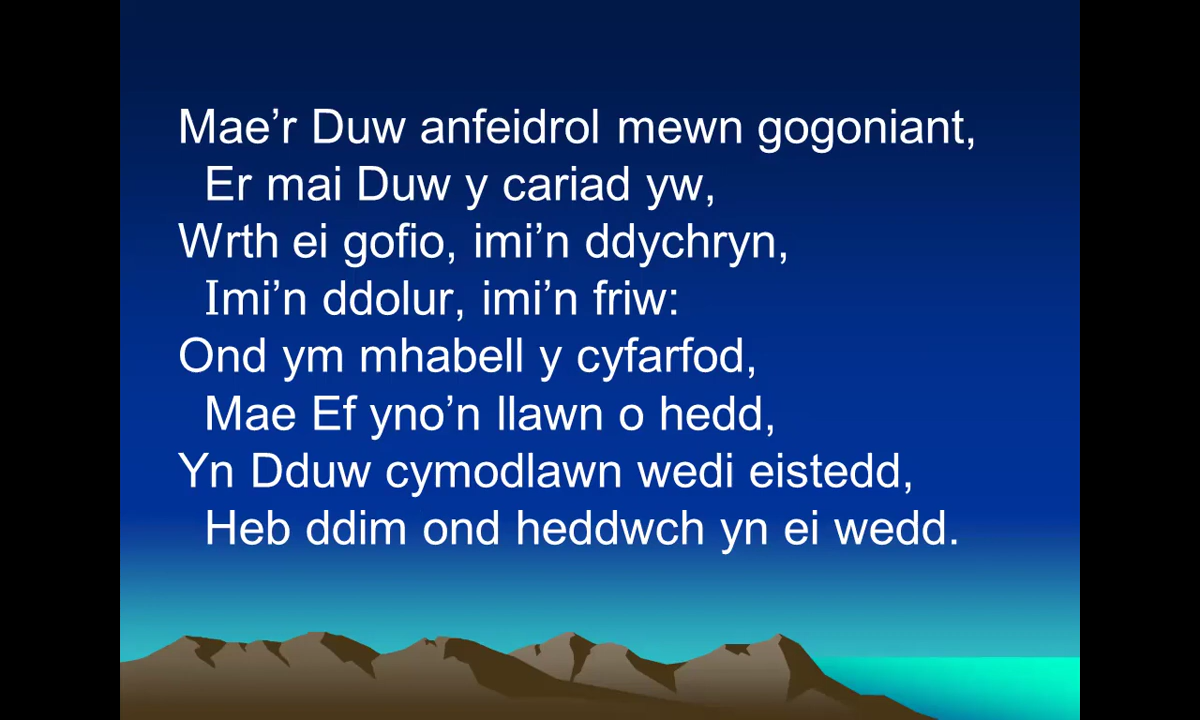 Mae’r Duw anfeidrol mewn gogoniant,
Er mai Duw y cariad yw,
Wrth ei gofio, imi’n ddychryn,
Imi’n ddolur, imi’n friw:
Ond ym mhabell y cyfarfod,
Mae Ef yno’n llawn o hedd,
Yn Dduw cymodlawn wedi eistedd,
Heb ddim ond heddwch yn ei wedd.